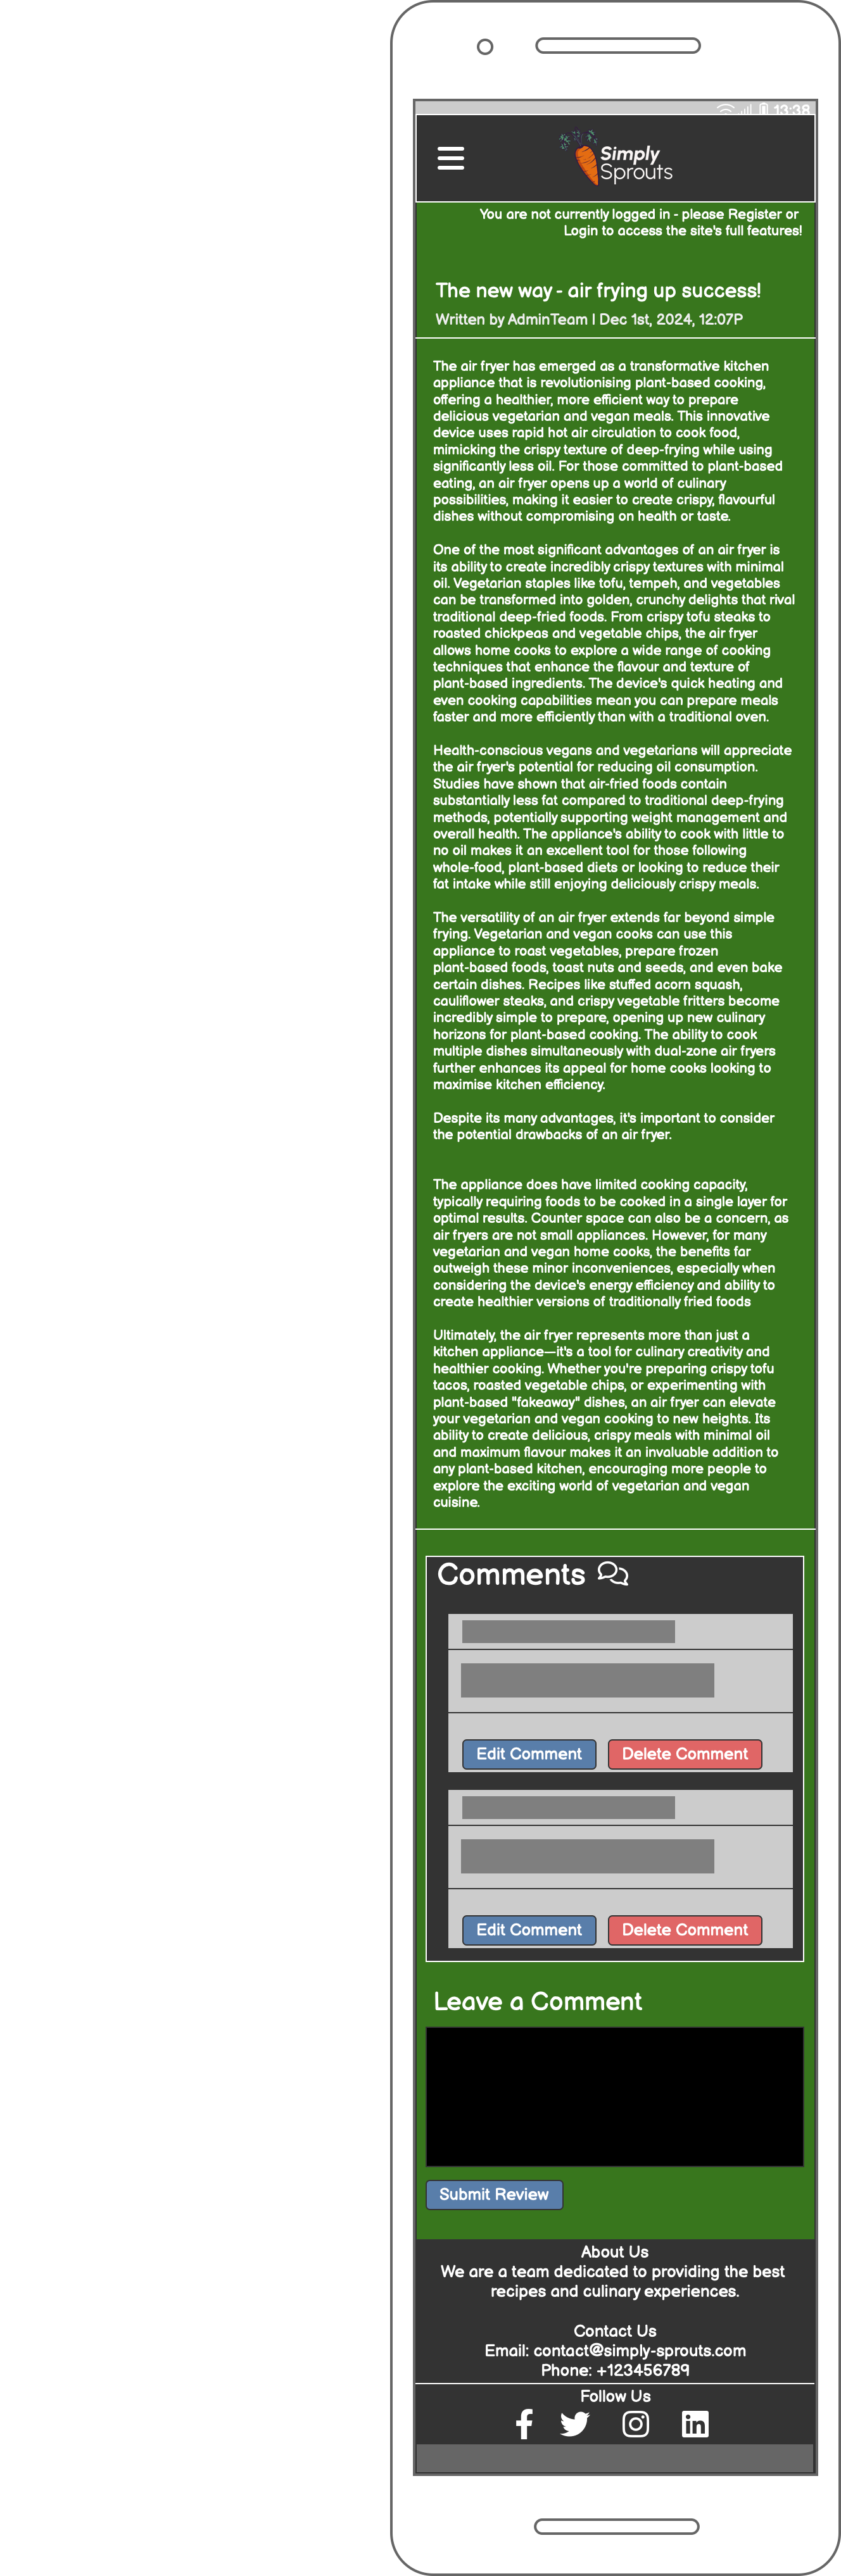 13:38
Simply
Sprouts
You are not currently logged in - please Register or
Login to access the site's full features!
The new way - air frying up success!
Written by AdminTeam | Dec 1st, 2024, 12:07P
The air fryer has emerged as a transformative kitchen
appliance that is revolutionising plant-based cooking,
offering a healthier, more efficient way to prepare
delicious vegetarian and vegan meals. This innovative
device uses rapid hot air circulation to cook food,
mimicking the crispy texture of deep-frying while using
significantly less oil. For those committed to plant-based
eating, an air fryer opens up a world of culinary
possibilities, making it easier to create crispy, flavourful
dishes without compromising on health or taste.
One of the most significant advantages of an air fryer is
its ability to create incredibly crispy textures with minimal
oil. Vegetarian staples like tofu, tempeh, and vegetables
can be transformed into golden, crunchy delights that rival
traditional deep-fried foods. From crispy tofu steaks to
roasted chickpeas and vegetable chips, the air fryer
allows home cooks to explore a wide range of cooking
techniques that enhance the flavour and texture of
plant-based ingredients. The device's quick heating and
even cooking capabilities mean you can prepare meals
faster and more efficiently than with a traditional oven.
Health-conscious vegans and vegetarians will appreciate
the air fryer's potential for reducing oil consumption.
Studies have shown that air-fried foods contain
substantially less fat compared to traditional deep-frying
methods, potentially supporting weight management and
overall health. The appliance's ability to cook with little to
no oil makes it an excellent tool for those following
whole-food, plant-based diets or looking to reduce their
fat intake while still enjoying deliciously crispy meals.
The versatility of an air fryer extends far beyond simple
frying. Vegetarian and vegan cooks can use this
appliance to roast vegetables, prepare frozen
plant-based foods, toast nuts and seeds, and even bake
certain dishes. Recipes like stuffed acorn squash,
cauliflower steaks, and crispy vegetable fritters become
incredibly simple to prepare, opening up new culinary
horizons for plant-based cooking. The ability to cook
multiple dishes simultaneously with dual-zone air fryers
further enhances its appeal for home cooks looking to
maximise kitchen efficiency.
Despite its many advantages, it's important to consider
the potential drawbacks of an air fryer.
The appliance does have limited cooking capacity,
typically requiring foods to be cooked in a single layer for
optimal results. Counter space can also be a concern, as
air fryers are not small appliances. However, for many
vegetarian and vegan home cooks, the benefits far
outweigh these minor inconveniences, especially when
considering the device's energy efficiency and ability to
create healthier versions of traditionally fried foods
Ultimately, the air fryer represents more than just a
kitchen appliance—it's a tool for culinary creativity and
healthier cooking. Whether you're preparing crispy tofu
tacos, roasted vegetable chips, or experimenting with
plant-based "fakeaway" dishes, an air fryer can elevate
your vegetarian and vegan cooking to new heights. Its
ability to create delicious, crispy meals with minimal oil
and maximum flavour makes it an invaluable addition to
any plant-based kitchen, encouraging more people to
explore the exciting world of vegetarian and vegan
cuisine.
Comments
Edit Comment Delete Comment
Edit Comment Delete Comment
Leave a Comment
Submit Review
About Us
We are a team dedicated to providing the best
recipes and culinary experiences.
Contact Us
Email: contact@simply-sprouts.com
Phone: +123456789
Follow Us